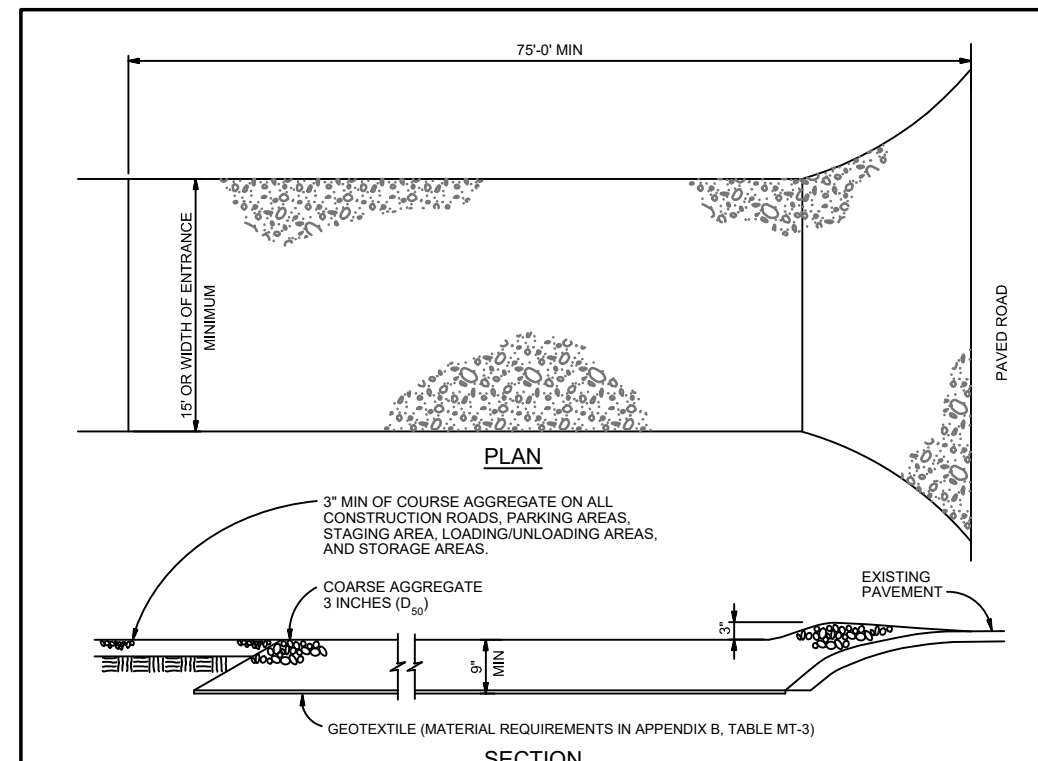 75'-0' MIN
15' OR WIDTH OF ENTRANCE
MINIMUM
PAVED ROAD
PLAN
3" MIN OF COURSE AGGREGATE ON ALL
CONSTRUCTION ROADS, PARKING AREAS,
STAGING AREA, LOADING/UNLOADING AREAS,
AND STORAGE AREAS.
COARSE AGGREGATE
3 INCHES (D50)
EXISTING
PAVEMENT
3"
9"
MIN
GEOTEXTILE (MATERIAL REQUIREMENTS IN APPENDIX B, TABLE MT-3)
SECTION